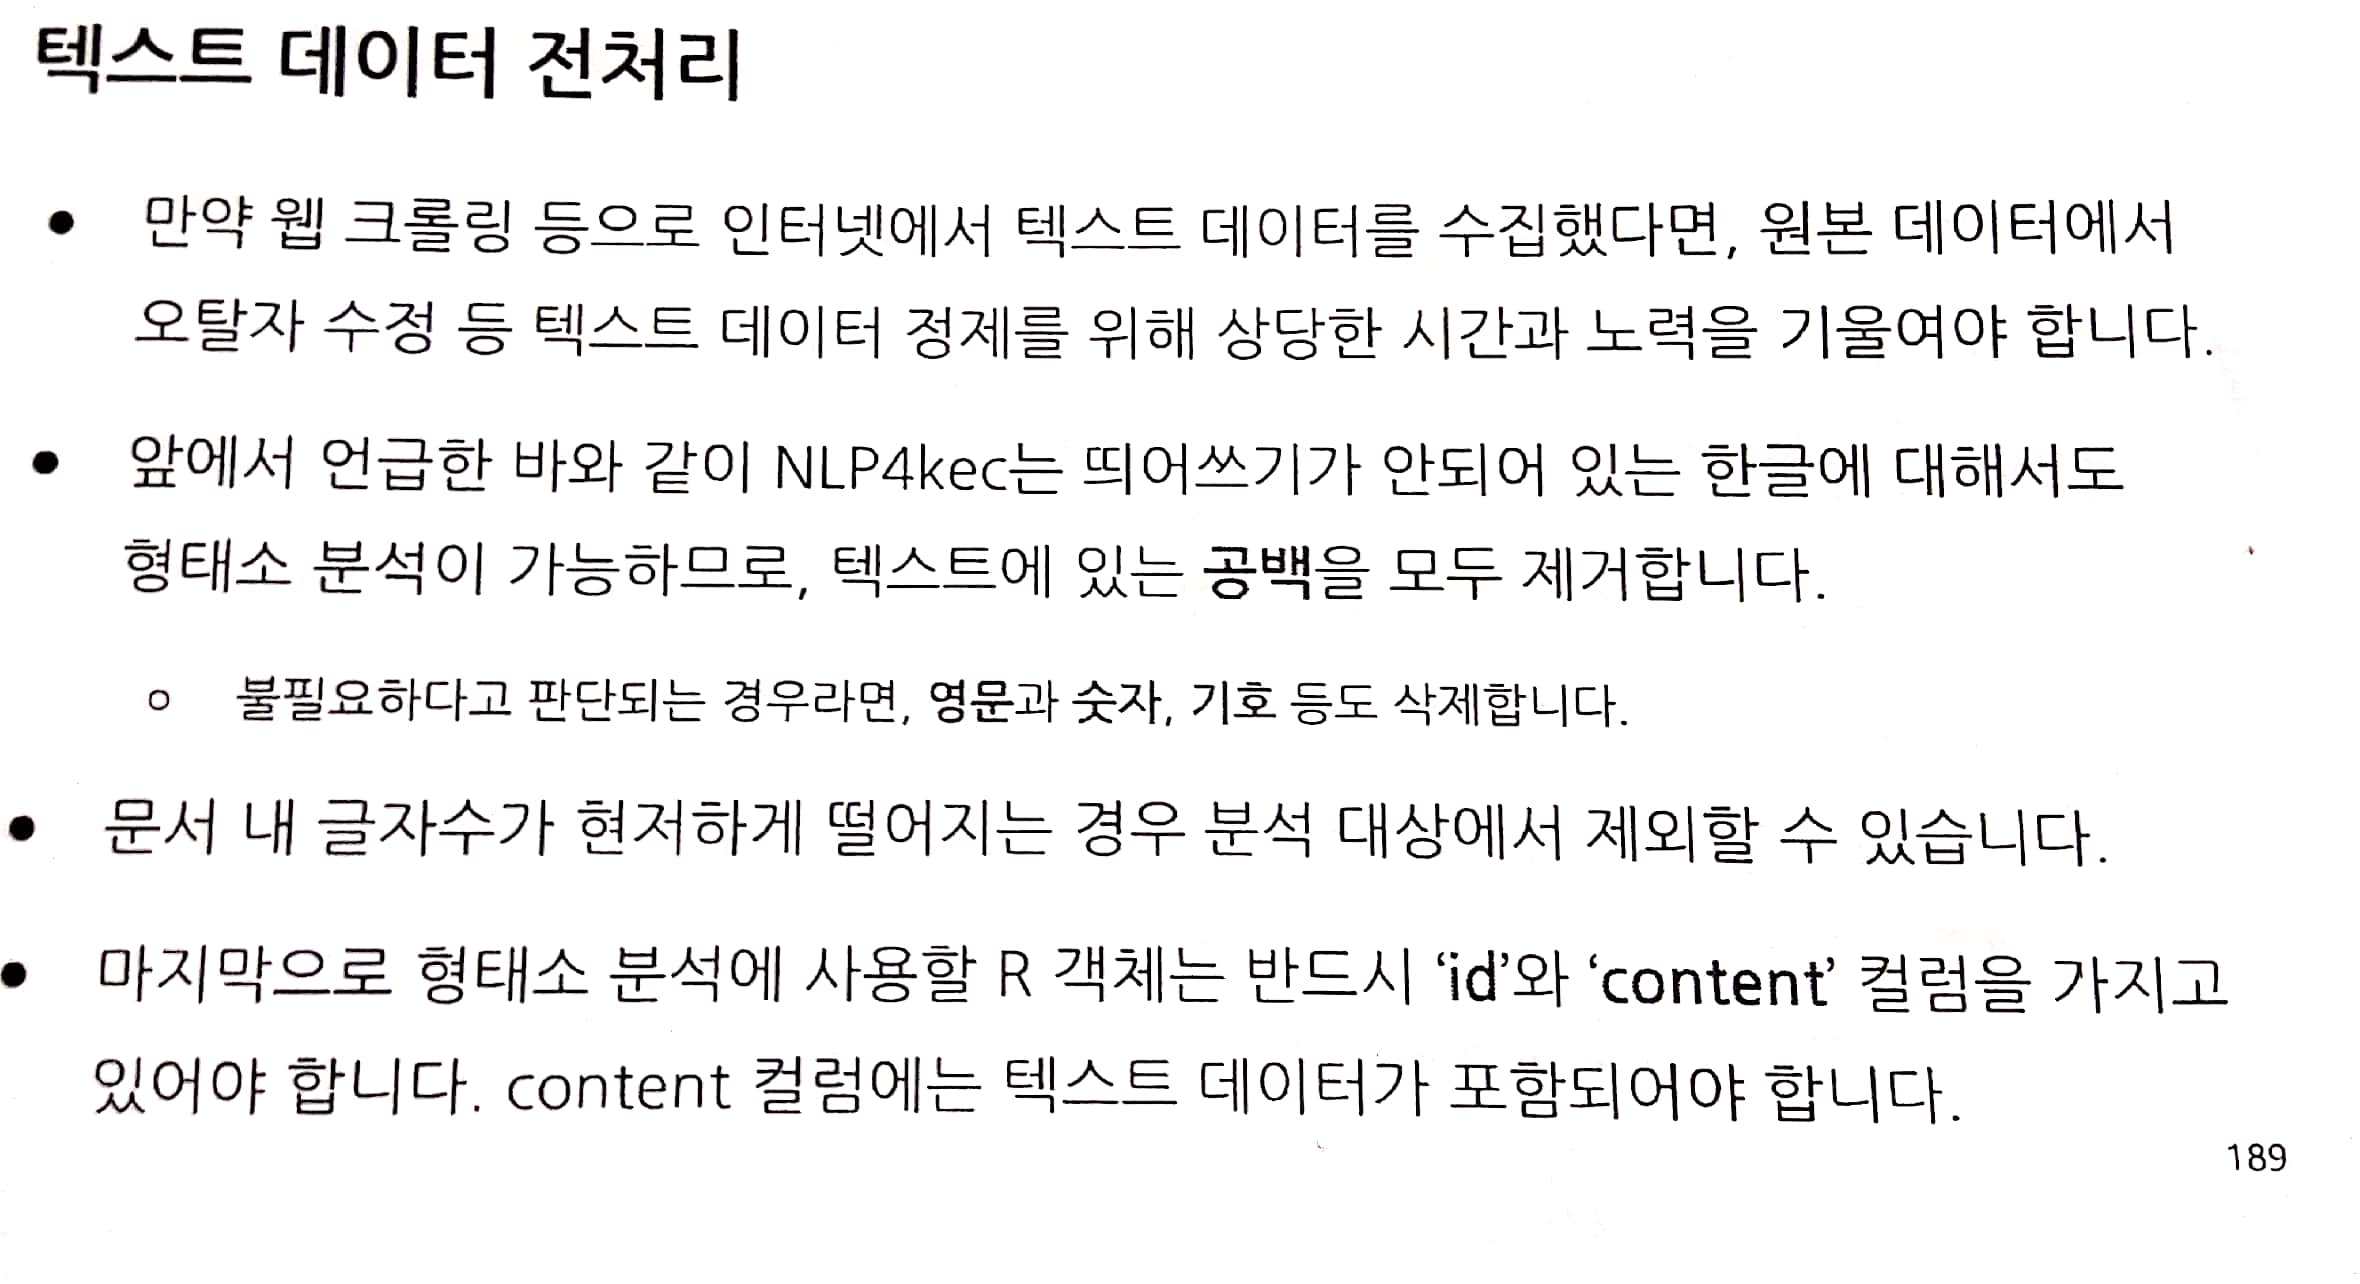 텍스트 데이터 전처리
● 만약 웹 크롤링 등으로 인터넷에서 텍스트 데이터를 수집했다면, 원본 데이터에서
오탈자 수정 등 텍스트 데이터 정제를 위해 상당한 시간과 노력을 기울여야 합니다.
● 앞에서 언급한 바와 같이 NLP4kec는 띄어쓰기가 안되어 있는 한글에 대해서도
형태소 분석이 가능하므로, 텍스트에 있는 공백을 모두 제거합니다.
○ 불필요하다고 판단되는 경우라면, 영문과 숫자, 기호 등도 삭제합니다.
● 문서 내 글자수가 현저하게 떨어지는 경우 분석 대상에서 제외할 수 있습니다.
● 마지막으로 형태소 분석에 사용할 R 객체는 반드시 ‘id’와 ‘content’ 컬럼을 가지고
있어야 합니다. content 컬럼에는 텍스트 데이터가 포함되어야 합니다.
189